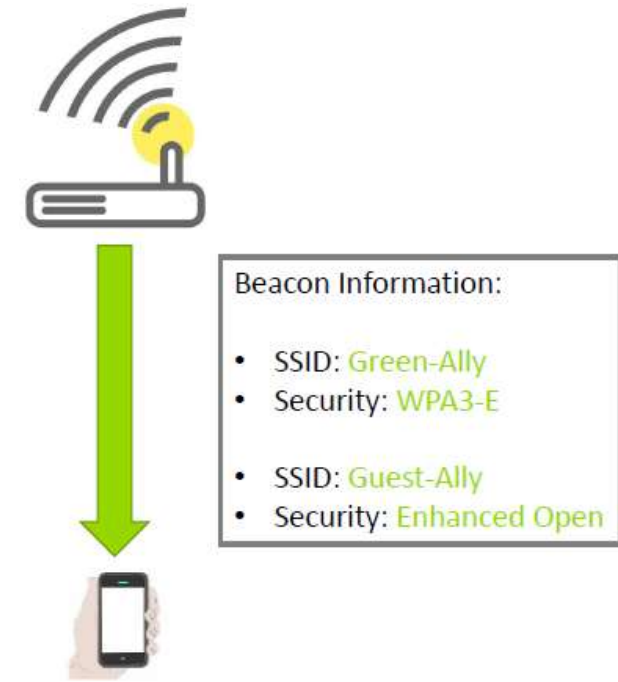 Beacon Information:
• SSID: Green-Ally
• Security: WPA3-E
• SSID: Guest-Ally
• Security: Enhanced Open